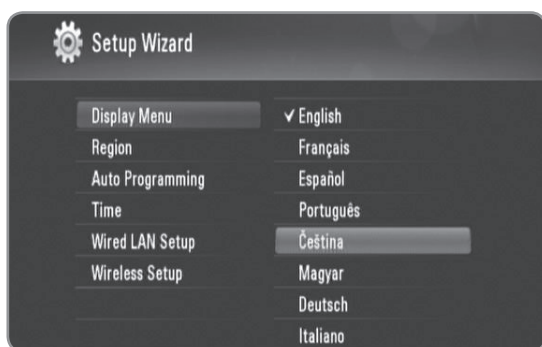 Setup Wizard
Display Menu
Region
Auto Programming
Time
Wired LAN Setup
Wireless Setup
✔ English
Français
Español
Português
Čeština
Magyar
Deutsch
Italiano